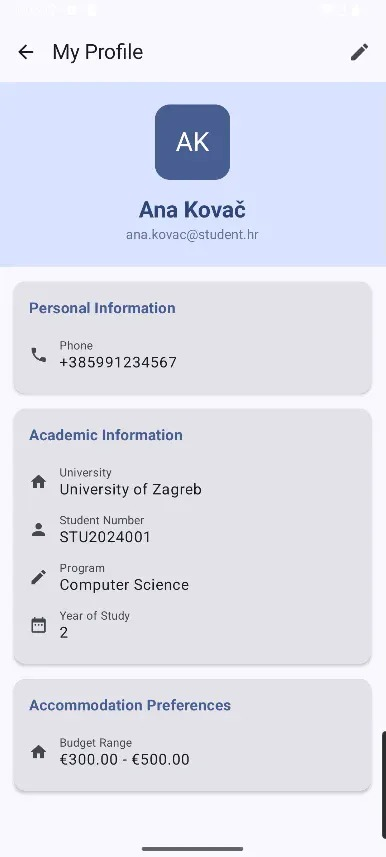 My Profile
AK
Ana Kovač
ana.kovac@student.hr
Personal Information
Phone
+385991234567
Academic Information
University
University of Zagreb
Student Number
STU2024001
Program
Computer Science
Year of Study
2
Accommodation Preferences
Budget Range
€300.00 - €500.00